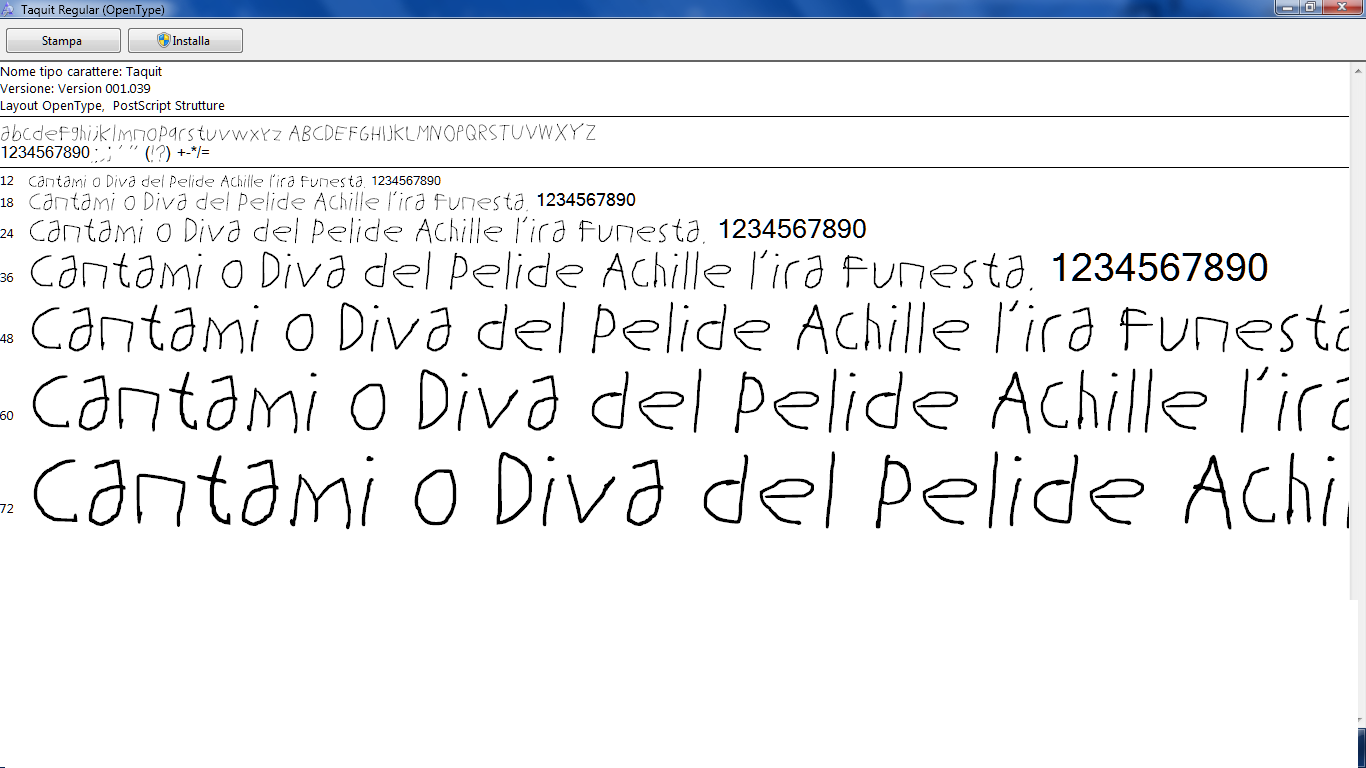 Taquit Regular (OpenType)
Stampa Installa
Nome tipo carattere: Taquit
Versione: Version 001.039
Layout OpenType, PostScript Strutture
abcdefghijklmnopqrstuvwxyz ABCDEFGHIJKLMNOPQRSTUVWXYZ
1234567890.:,; ' " (!?) +-*/=
12 Cantami o Diva del Pelide Achille l'ira funesta. 1234567890
18 Cantami o Diva del Pelide Achille l'ira funesta. 1234567890
24 Cantami o Diva del Pelide Achille l'ira funesta. 1234567890
36 Cantami o Diva del Pelide Achille l'ira funesta. 1234567890
48 Cantami o Diva del Pelide Achille l'ira funesta
60 Cantami o Diva del Pelide Achille l'ira
72 Cantami o Diva del Pelide Achi